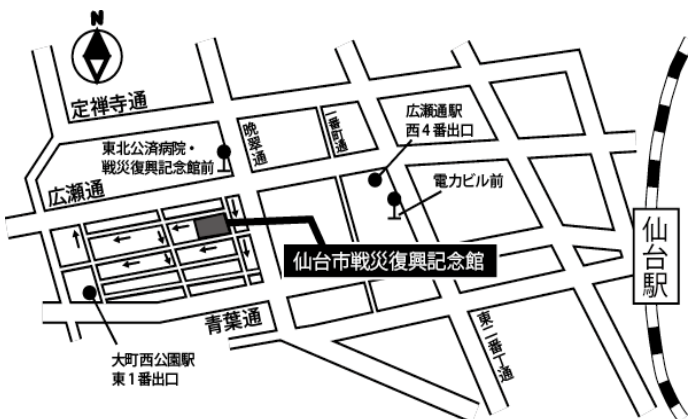 N
定禅寺通
晩翠通
一番町通
広瀬通駅
西4番出口
東北公済病院・
戦災復興記念館前
広瀬通
電力ビル前
仙台市戦災復興記念館
仙台駅
青葉通
東二番丁通
大町西公園駅
東1番出口